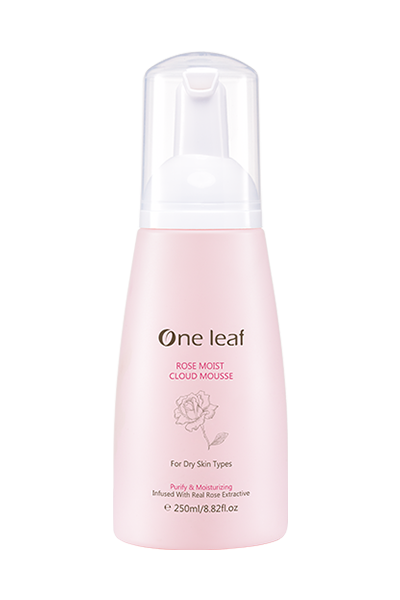 One leaf
ROSE MOIST
CLOUD MOUSSE
For Dry Skin Types
Purify & Moisturizing
Infused With Real Rose Extractive
℮ 250ml/8.82fl.oz